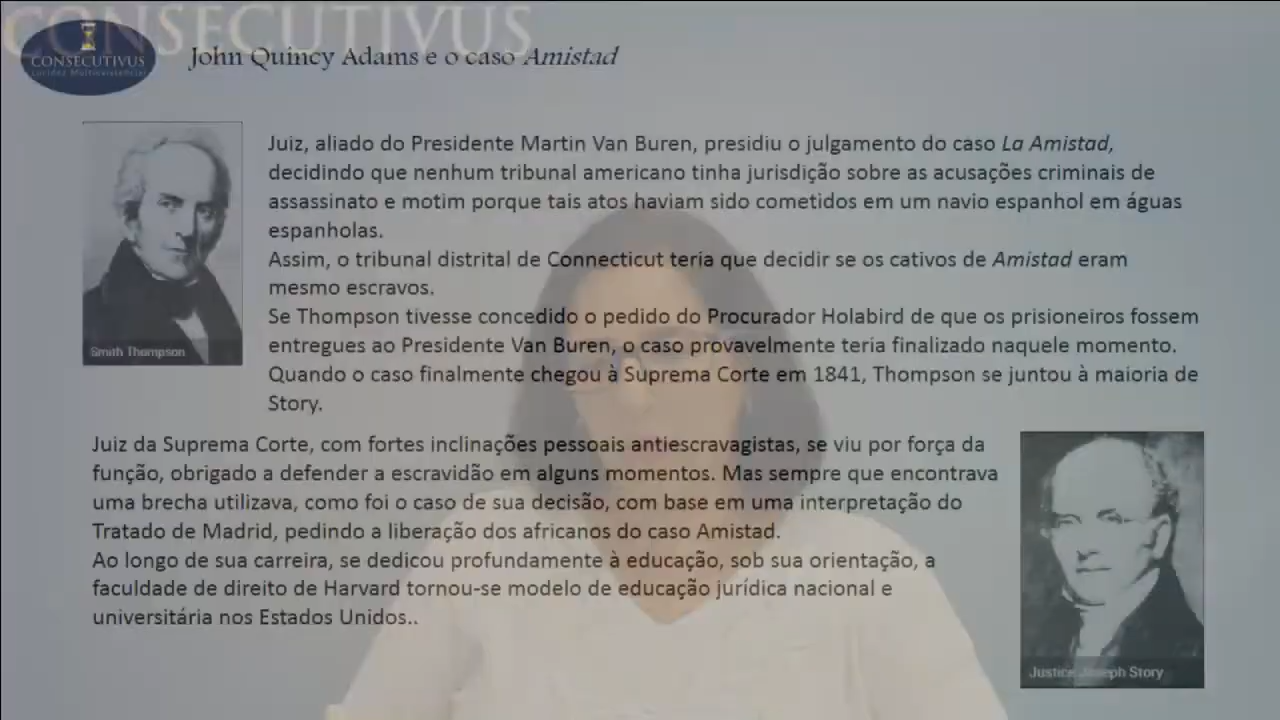 CONSECUTIVUS
CONSECUTIVUS
Lucidez Multiexistencial
John Quincy Adams e o caso Amistad
Juiz, aliado do Presidente Martin Van Buren, presidiu o julgamento do caso La Amistad,
decidindo que nenhum tribunal americano tinha jurisdição sobre as acusações criminais de
assassinato e motim porque tais atos haviam sido cometidos em um navio espanhol em águas
espanholas.
Assim, o tribunal distrital de Connecticut teria que decidir se os cativos de Amistad eram
mesmo escravos.
Se Thompson tivesse concedido o pedido do Procurador Holabird de que os prisioneiros fossem
entregues ao Presidente Van Buren, o caso provavelmente teria finalizado naquele momento.
Quando o caso finalmente chegou à Suprema Corte em 1841, Thompson se juntou à maioria de
Story.
Smith Thompson
Juiz da Suprema Corte, com fortes inclinações pessoais antiescravagistas, se viu por força da
função, obrigado a defender a escravidão em alguns momentos. Mas sempre que encontrava
uma brecha utilizava, como foi o caso de sua decisão, com base em uma interpretação do
Tratado de Madrid, pedindo a liberação dos africanos do caso Amistad.
Ao longo de sua carreira, se dedicou profundamente à educação, sob sua orientação, a
faculdade de direito de Harvard tornou-se modelo de educação jurídica nacional e
universitária nos Estados Unidos..
Justice Joseph Story